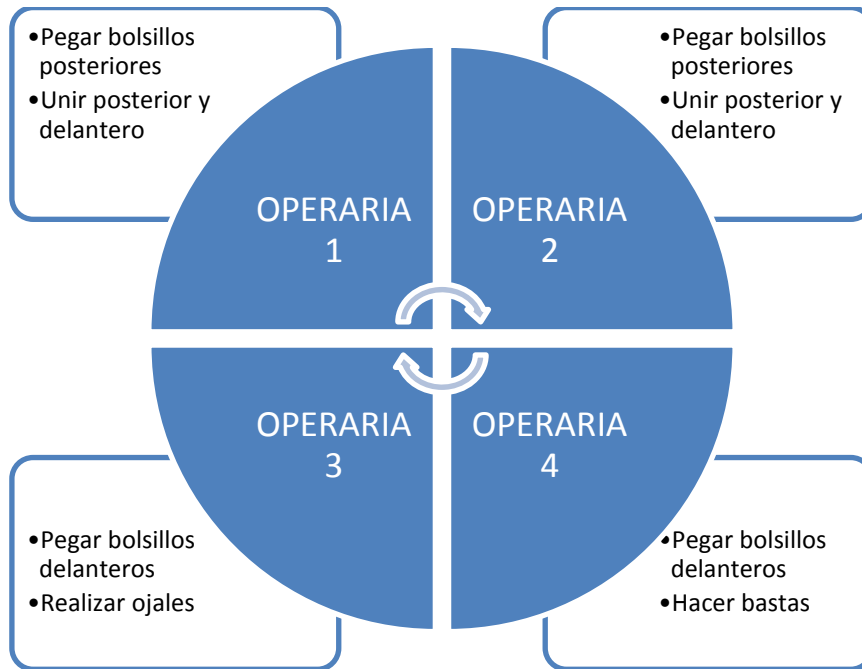 •Pegar bolsillos
posteriores
•Unir posterior y
delantero
•Pegar bolsillos
posteriores
•Unir posterior y
delantero
OPERARIA
1
OPERARIA
2
OPERARIA
3
OPERARIA
4
•Pegar bolsillos
delanteros
•Realizar ojales
•Pegar bolsillos
delanteros
•Hacer bastas